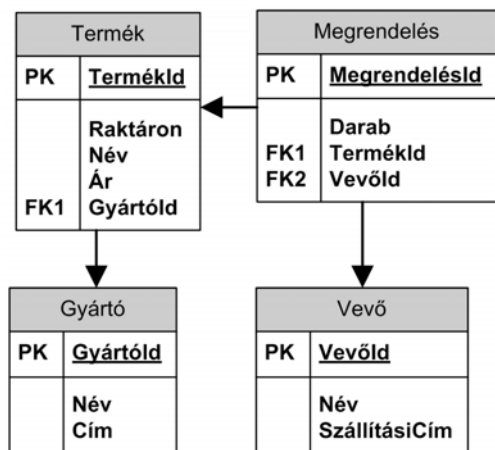 Termék
PK TermékId
Raktáron
Név
Ár
FK1 GyártóId
Megrendelés
PK MegrendelésId
Darab
FK1 TermékId
FK2 VevőId
Gyártó
PK GyártóId
Név
Cím
Vevő
PK VevőId
Név
SzállításiCím